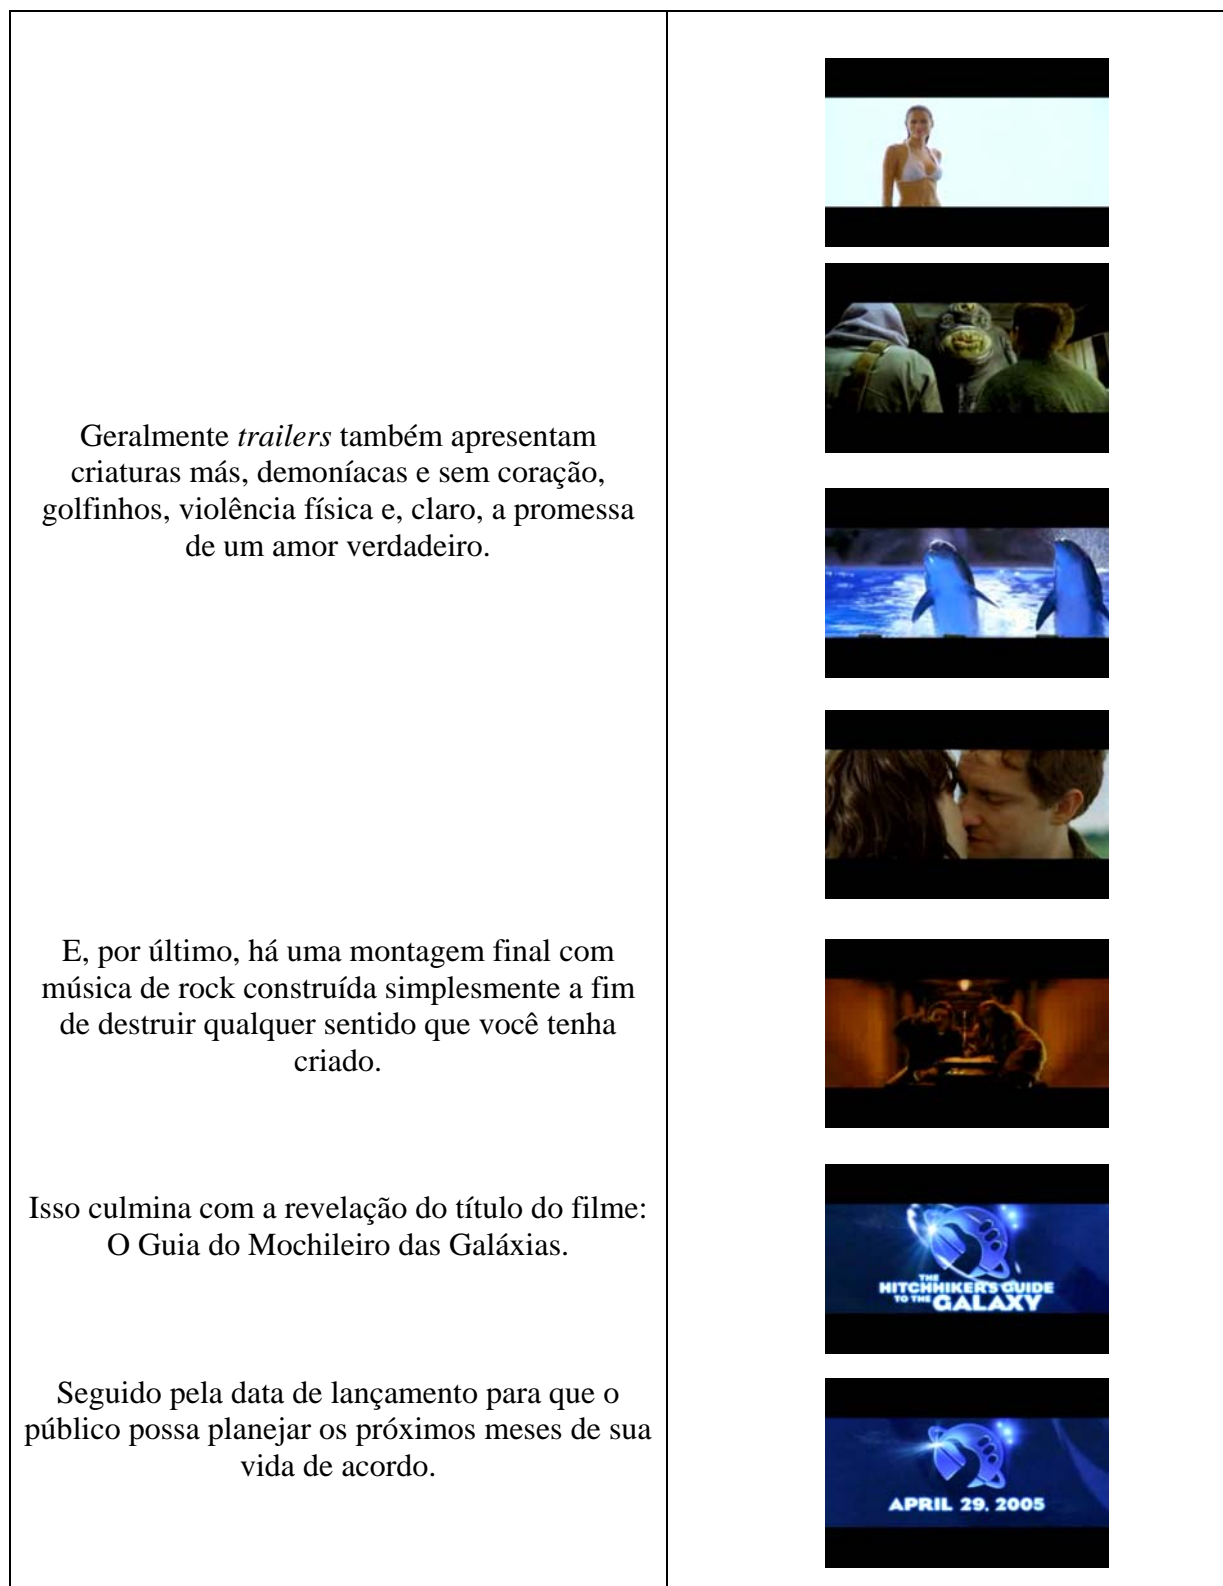 Geralmente trailers também apresentam
criaturas más, demoníacas e sem coração,
golfinhos, violência física e, claro, a promessa
de um amor verdadeiro.
E, por último, há uma montagem final com
música de rock construída simplesmente a fim
de destruir qualquer sentido que você tenha
criado.
Isso culmina com a revelação do título do filme:
O Guia do Mochileiro das Galáxias.
THE
HITCHHIKER'S GUIDE
TO THE GALAXY
Seguido pela data de lançamento para que o
público possa planejar os próximos meses de sua
vida de acordo.
APRIL 29, 2005